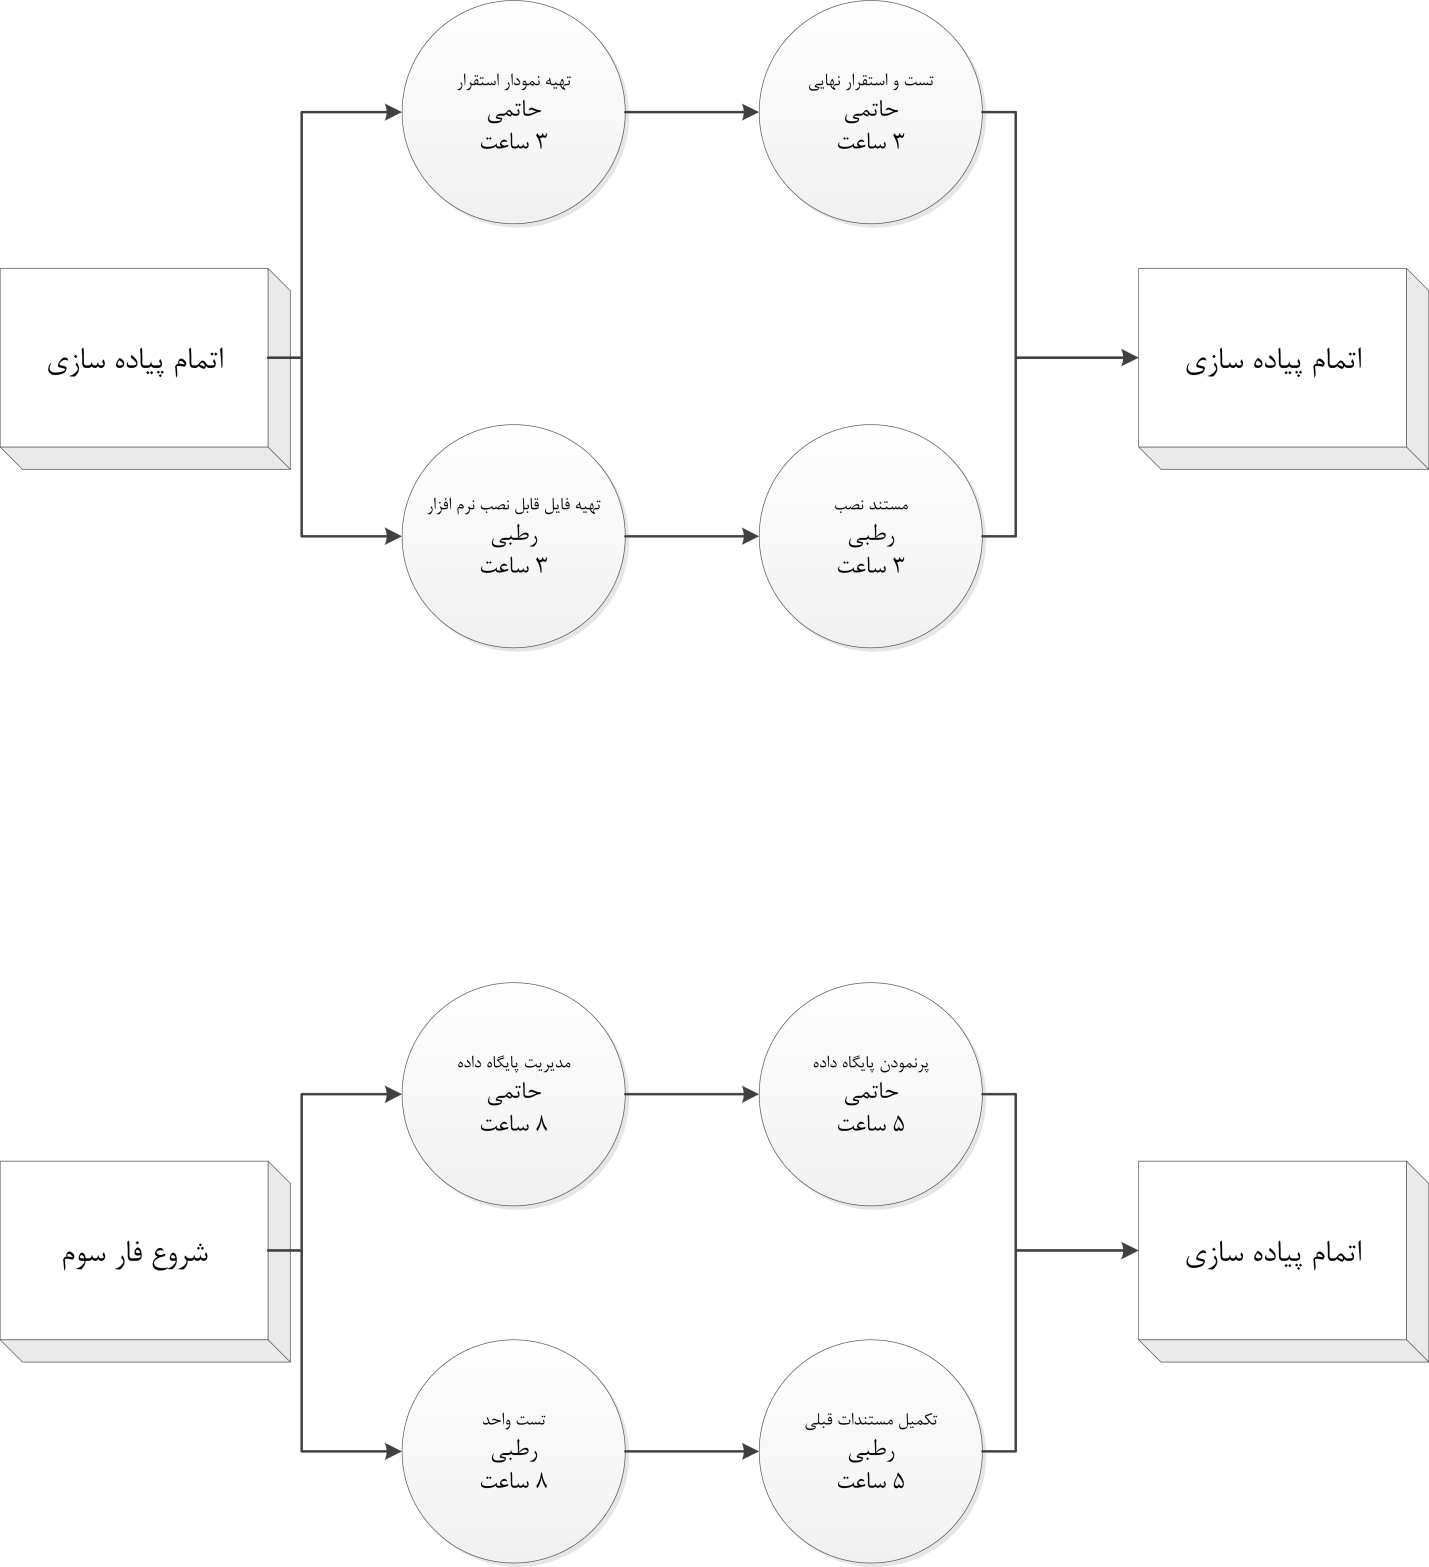 تهیه نمودار استقرار
حاتمی
۳ ساعت
تست و استقرار نهایی
حاتمی
۳ ساعت
اتمام پیاده سازی
اتمام پیاده سازی
تهیه فایل قابل نصب نرم افزار
رطبی
۳ ساعت
مستند نصب
رطبی
۳ ساعت
مدیریت پایگاه داده
حاتمی
۸ ساعت
پرنمودن پایگاه داده
حاتمی
۵ ساعت
شروع فار سوم
اتمام پیاده سازی
تست واحد
رطبی
۸ ساعت
تکمیل مستندات قبلی
رطبی
۵ ساعت